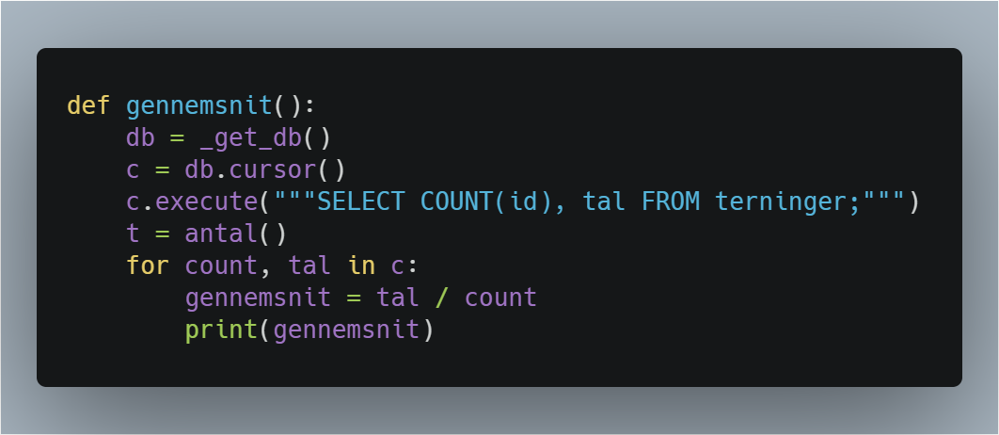 def gennemsnit():
    db = _get_db()
    c = db.cursor()
    c.execute("""SELECT COUNT(id), tal FROM terninger;""")
    t = antal()
    for count, tal in c:
        gennemsnit = tal / count
        print(gennemsnit)